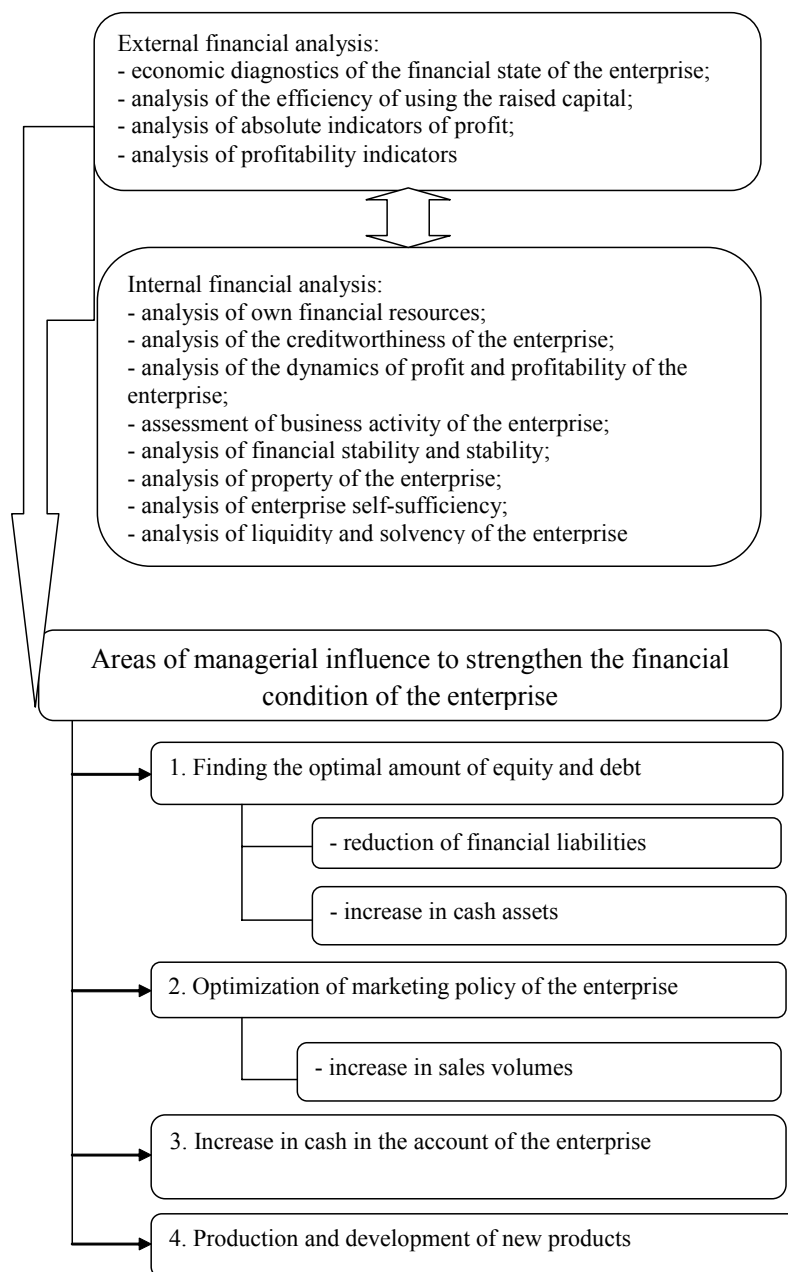 External financial analysis:
- economic diagnostics of the financial state of the enterprise;
- analysis of the efficiency of using the raised capital;
- analysis of absolute indicators of profit;
- analysis of profitability indicators
Internal financial analysis:
- analysis of own financial resources;
- analysis of the creditworthiness of the enterprise;
- analysis of the dynamics of profit and profitability of the
enterprise;
- assessment of business activity of the enterprise;
- analysis of financial stability and stability;
- analysis of property of the enterprise;
- analysis of enterprise self-sufficiency;
- analysis of liquidity and solvency of the enterprise
Areas of managerial influence to strengthen the financial
condition of the enterprise
1. Finding the optimal amount of equity and debt
- reduction of financial liabilities
- increase in cash assets
2. Optimization of marketing policy of the enterprise
- increase in sales volumes
3. Increase in cash in the account of the enterprise
4. Production and development of new products